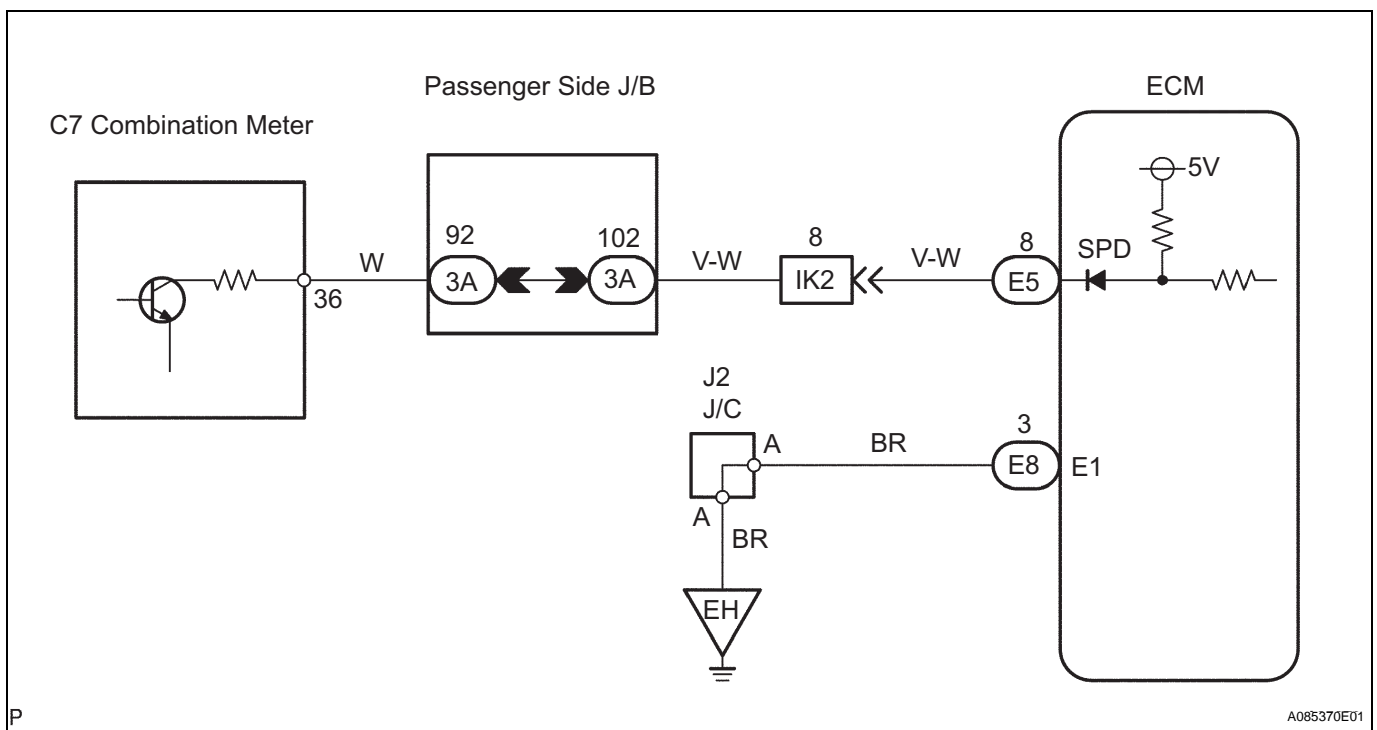 Passenger Side J/B
ECM
C7 Combination Meter
5V
92
102
8
8
SPD
W
3A
3A
V-W
IK2
V-W
E5
36
J2
J/C
3
A
BR
E8
E1
A
BR
EH
P
A085370E01